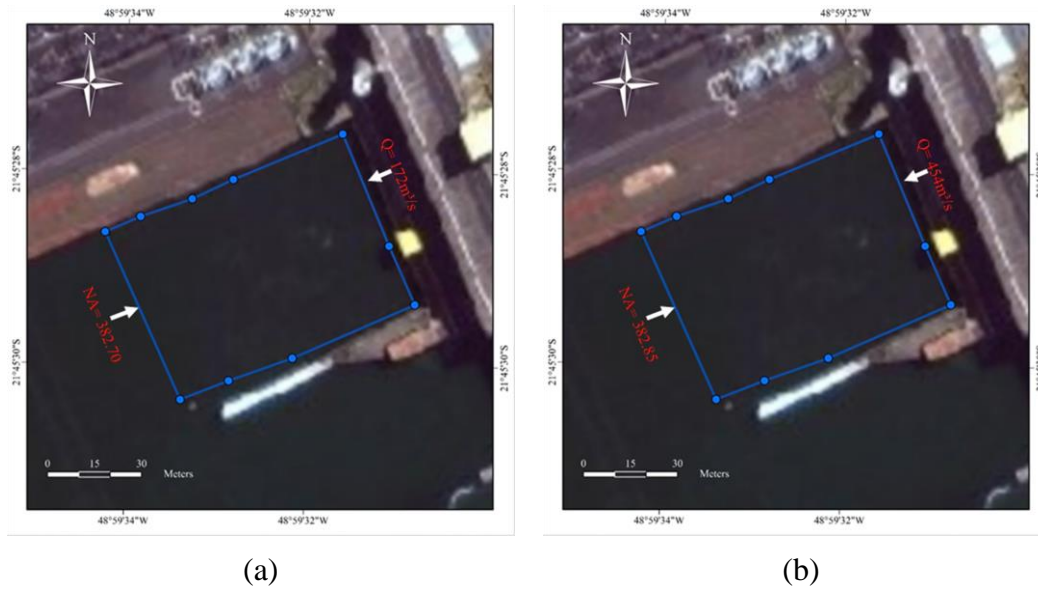 48°59'34"W 48°59'32"W
N
21°45'28"S
Q= 172m³/s
NA= 382.70
21°45'30"S
0 15 30
Meters
48°59'34"W 48°59'32"W
(a)
48°59'34"W 48°59'32"W
N
21°45'28"S
Q= 454m³/s
NA= 382.85
21°45'30"S
0 15 30
Meters
48°59'34"W 48°59'32"W
(b)